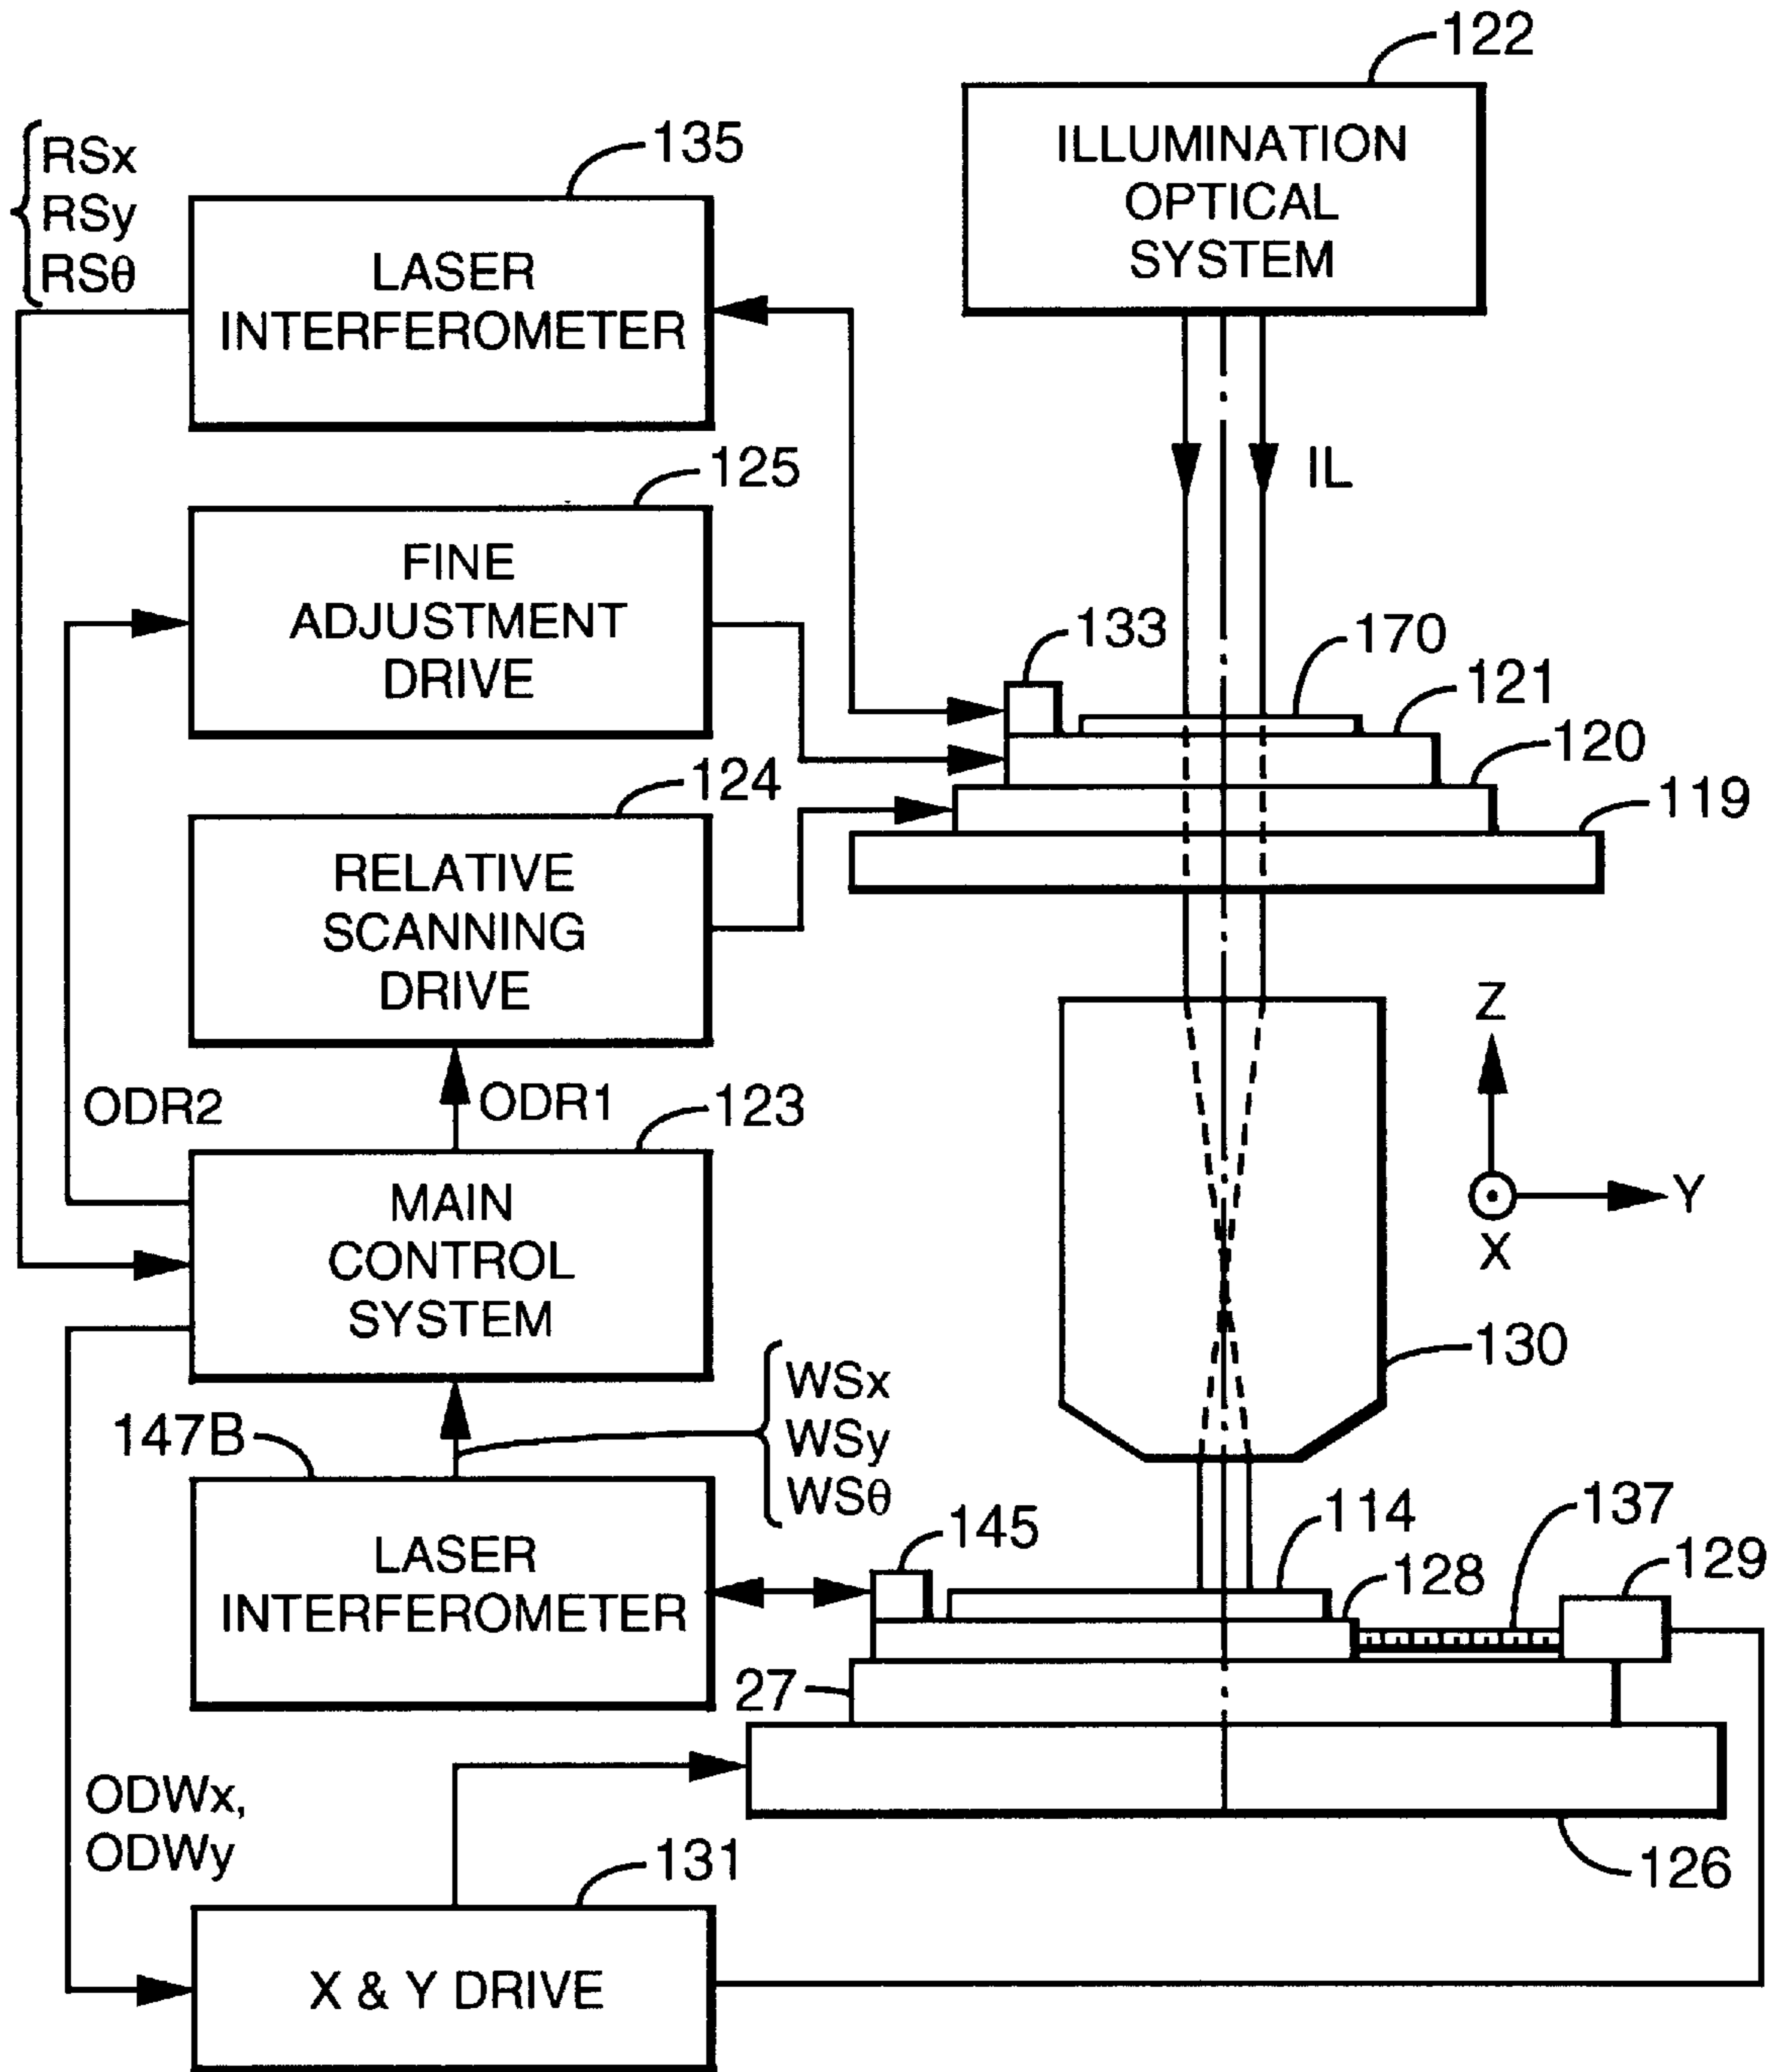 122
ILLUMINATION
OPTICAL
SYSTEM
RSx
RSy
RSθ
135
LASER
INTERFEROMETER
IL
125
FINE
ADJUSTMENT
DRIVE
133
170
121
120
119
124
RELATIVE
SCANNING
DRIVE
ODR2
ODR1
123
MAIN
CONTROL
SYSTEM
Z
Y
X
130
WSx
WSy
WSθ
147B
LASER
INTERFEROMETER
145
114
137
128
129
27
126
ODWx,
ODWy
131
X & Y DRIVE